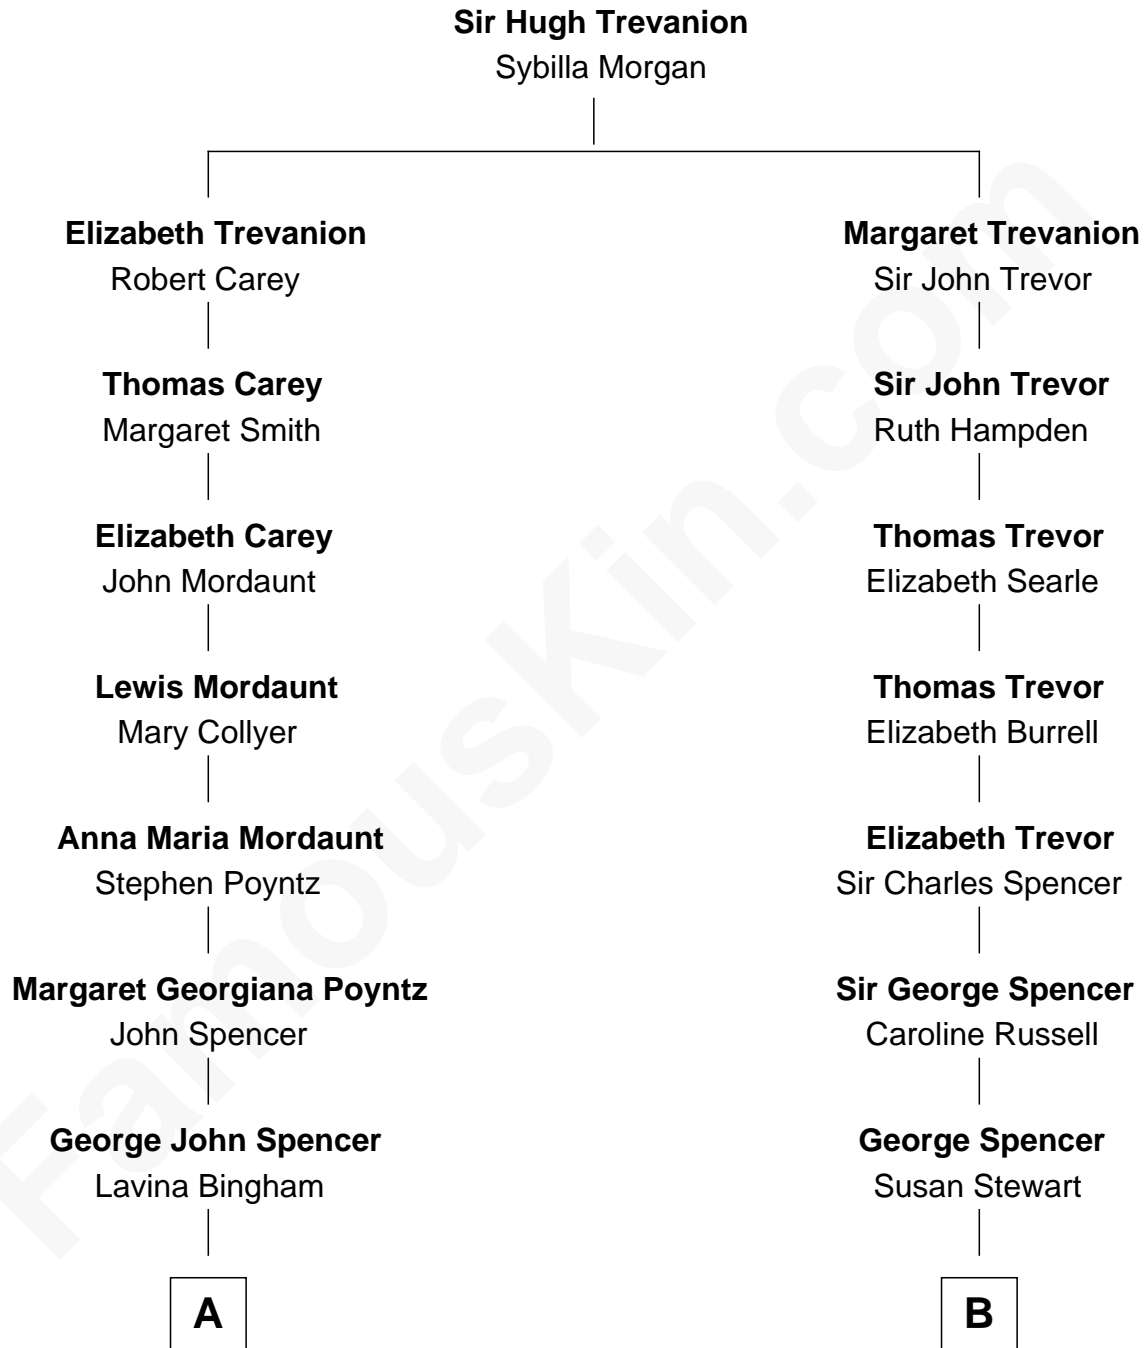 Sir Hugh Trevanion
Sybilla Morgan
Elizabeth Trevanion
Robert Carey
Margaret Trevanion
Sir John Trevor
Thomas Carey
Margaret Smith
Sir John Trevor
Ruth Hampden
Elizabeth Carey
John Mordaunt
Thomas Trevor
Elizabeth Searle
Lewis Mordaunt
Mary Collyer
Thomas Trevor
Elizabeth Burrell
Anna Maria Mordaunt
Stephen Poyntz
Elizabeth Trevor
Sir Charles Spencer
Margaret Georgiana Poyntz
John Spencer
Sir George Spencer
Caroline Russell
George John Spencer
Lavina Bingham
George Spencer
Susan Stewart
A
B
FamousKin.com